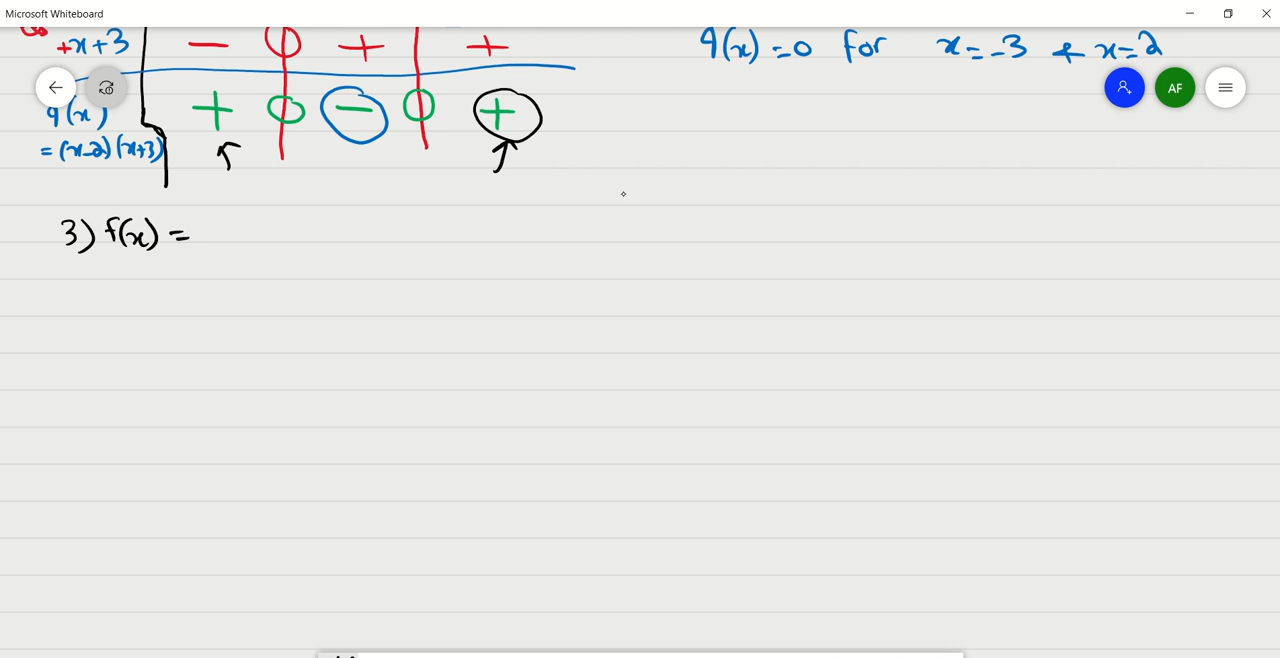 Microsoft Whiteboard
+x+3 - 0 + +
q(x)=0 for x=-3 & x=2
AF
q(x) + 0 - 0 +
=(x-2)(x+3)
3) f(x) =